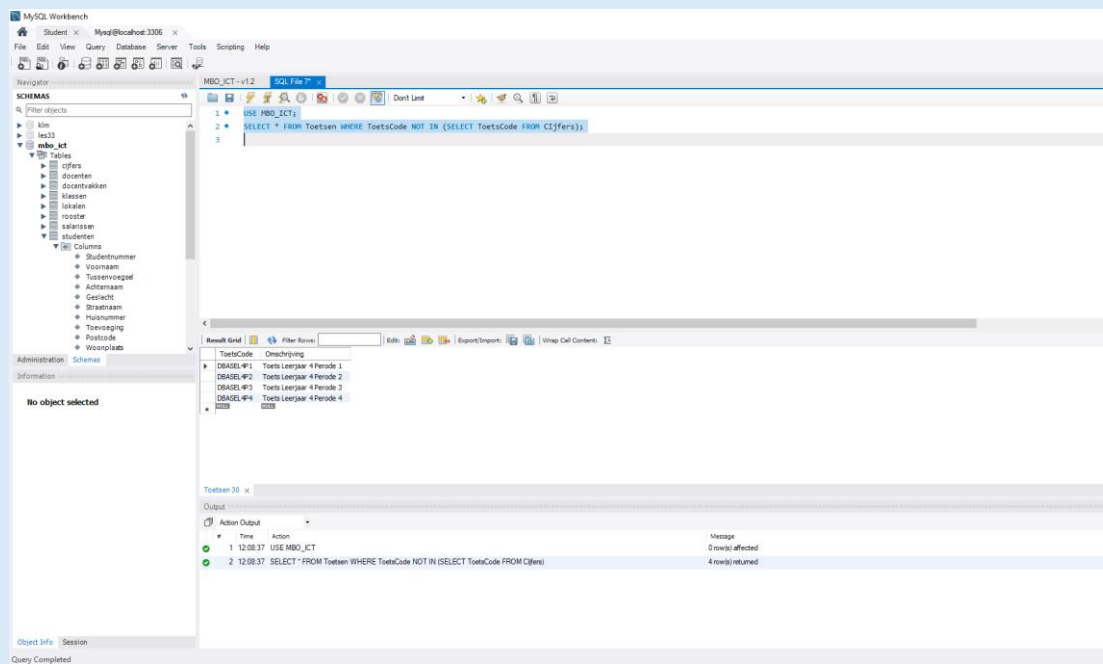 MySQL Workbench
Student × Mysql@localhost:3306 ×
File Edit View Query Database Server Tools Scripting Help
Navigator
SCHEMAS
Filter objects
klm
les33
mbo_ict
Tables
cijfers
docenten
docentvakken
klassen
lokalen
rooster
salarissen
studenten
Columns
Studentnummer
Voornaam
Tussenvoegsel
Achternaam
Geslacht
Straatnaam
Huisnummer
Toevoeging
Postcode
Woonplaats
Administration Schemas
Information
No object selected
Object Info Session
Query Completed
MBO_ICT - v1.2 SQL File 7* ×
Don't Limit
1 USE MBO_ICT;
2 SELECT * FROM Toetsen WHERE ToetsCode NOT IN (SELECT ToetsCode FROM CIjfers);
3
Result Grid Filter Rows: Edit: Export/Import: Wrap Cell Content:
ToetsCode Omschrijving
DBASEL4P1 Toets Leerjaar 4 Perode 1
DBASEL4P2 Toets Leerjaar 4 Perode 2
DBASEL4P3 Toets Leerjaar 4 Perode 3
DBASEL4P4 Toets Leerjaar 4 Perode 4
NULL NULL
Toetsen 30 ×
Output
Action Output
# Time Action Message
1 12:08:37 USE MBO_ICT 0 row(s) affected
2 12:08:37 SELECT * FROM Toetsen WHERE ToetsCode NOT IN (SELECT ToetsCode FROM CIjfers) 4 row(s) returned